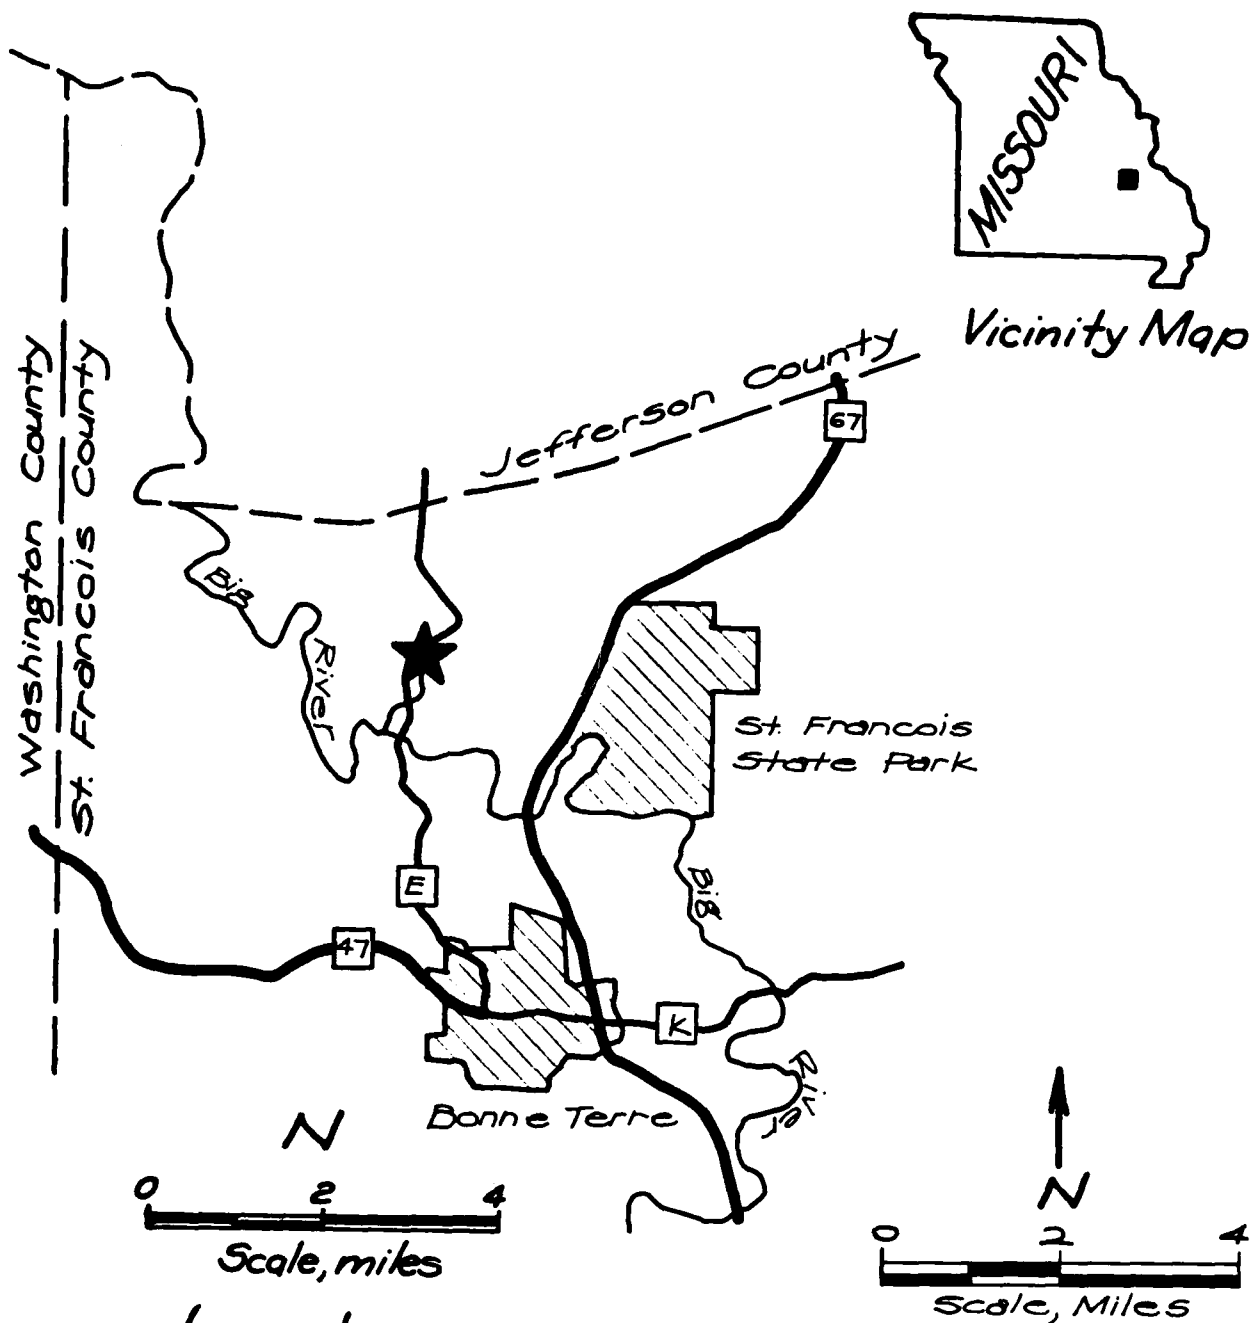 MISSOURI
Vicinity Map
Jefferson County
67
Washington County
St. Francois County
Big
River
St. Francois
State Park
E
Big
47
K
River
Bonne Terre
N
0 2 4
Scale, miles
N
0 2 4
Scale, Miles